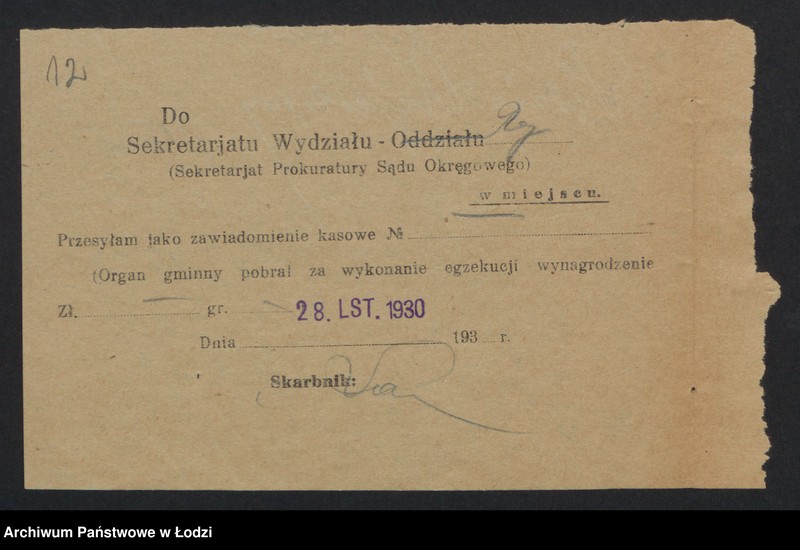 12
Do
Sekretarjatu Wydziału - Oddziału
(Sekretarjat Prokuratury Sądu Okręgowego)
w miejscu.
Przesyłam jako zawiadomienie kasowe №
(Organ gminny pobrał za wykonanie egzekucji wynagrodzenie
Zł. gr.
28. LST. 1930
Dnia 193 r.
Skarbnik:
Archiwum Państwowe w Łodzi